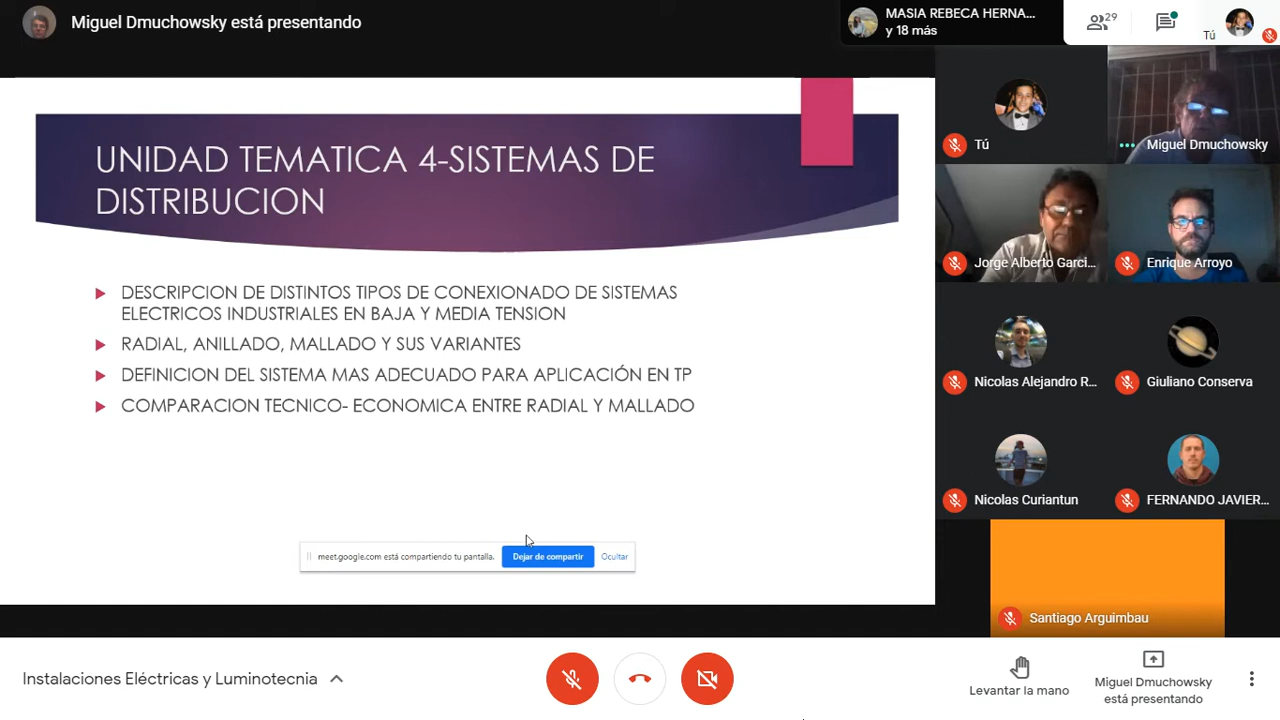 Miguel Dmuchowsky está presentando
MASIA REBECA HERNA...
y 18 más
29
Tú
UNIDAD TEMATICA 4-SISTEMAS DE
DISTRIBUCION
DESCRIPCION DE DISTINTOS TIPOS DE CONEXIONADO DE SISTEMAS
ELECTRICOS INDUSTRIALES EN BAJA Y MEDIA TENSION
RADIAL, ANILLADO, MALLADO Y SUS VARIANTES
DEFINICION DEL SISTEMA MAS ADECUADO PARA APLICACIÓN EN TP
COMPARACION TECNICO- ECONOMICA ENTRE RADIAL Y MALLADO
meet.google.com está compartiendo tu pantalla.
Dejar de compartir
Ocultar
Tú
Miguel Dmuchowsky
Jorge Alberto Garci...
Enrique Arroyo
Nicolas Alejandro R...
Giuliano Conserva
Nicolas Curiantun
FERNANDO JAVIER...
Santiago Arguimbau
Instalaciones Eléctricas y Luminotecnia
Levantar la mano
Miguel Dmuchowsky
está presentando